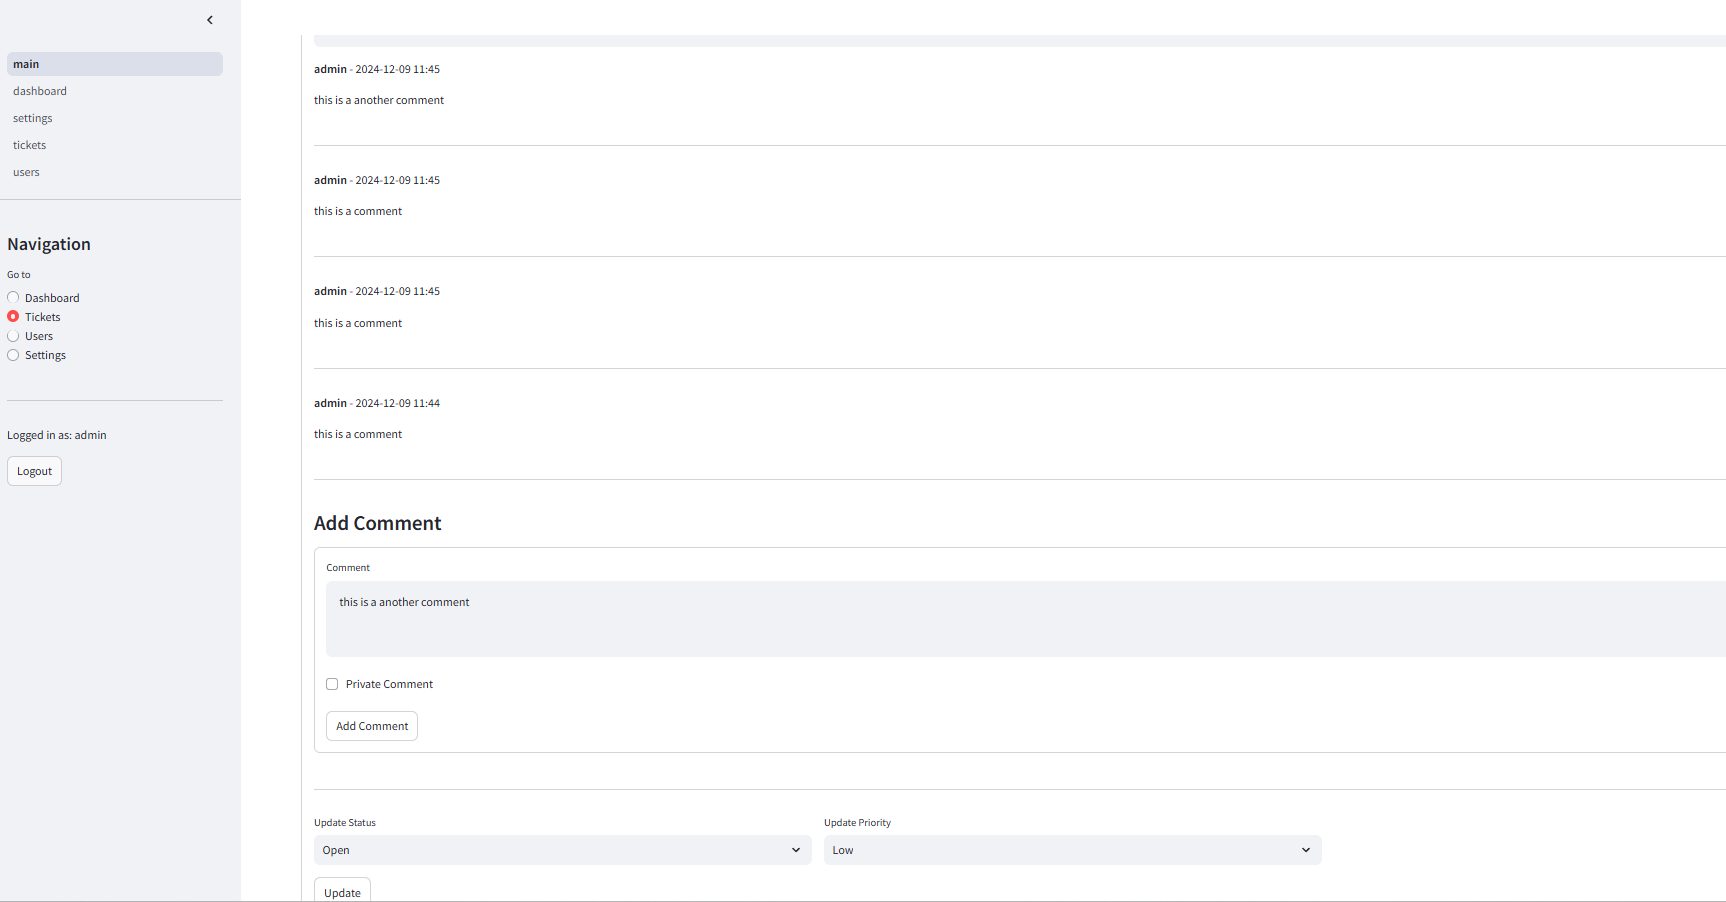 main
dashboard
settings
tickets
users
Navigation
Go to
Dashboard
Tickets
Users
Settings
Logged in as: admin
Logout
admin - 2024-12-09 11:45
this is a another comment
admin - 2024-12-09 11:45
this is a comment
admin - 2024-12-09 11:45
this is a comment
admin - 2024-12-09 11:44
this is a comment
Add Comment
Comment
this is a another comment
Private Comment
Add Comment
Update Status
Update Priority
Open
Low
Update